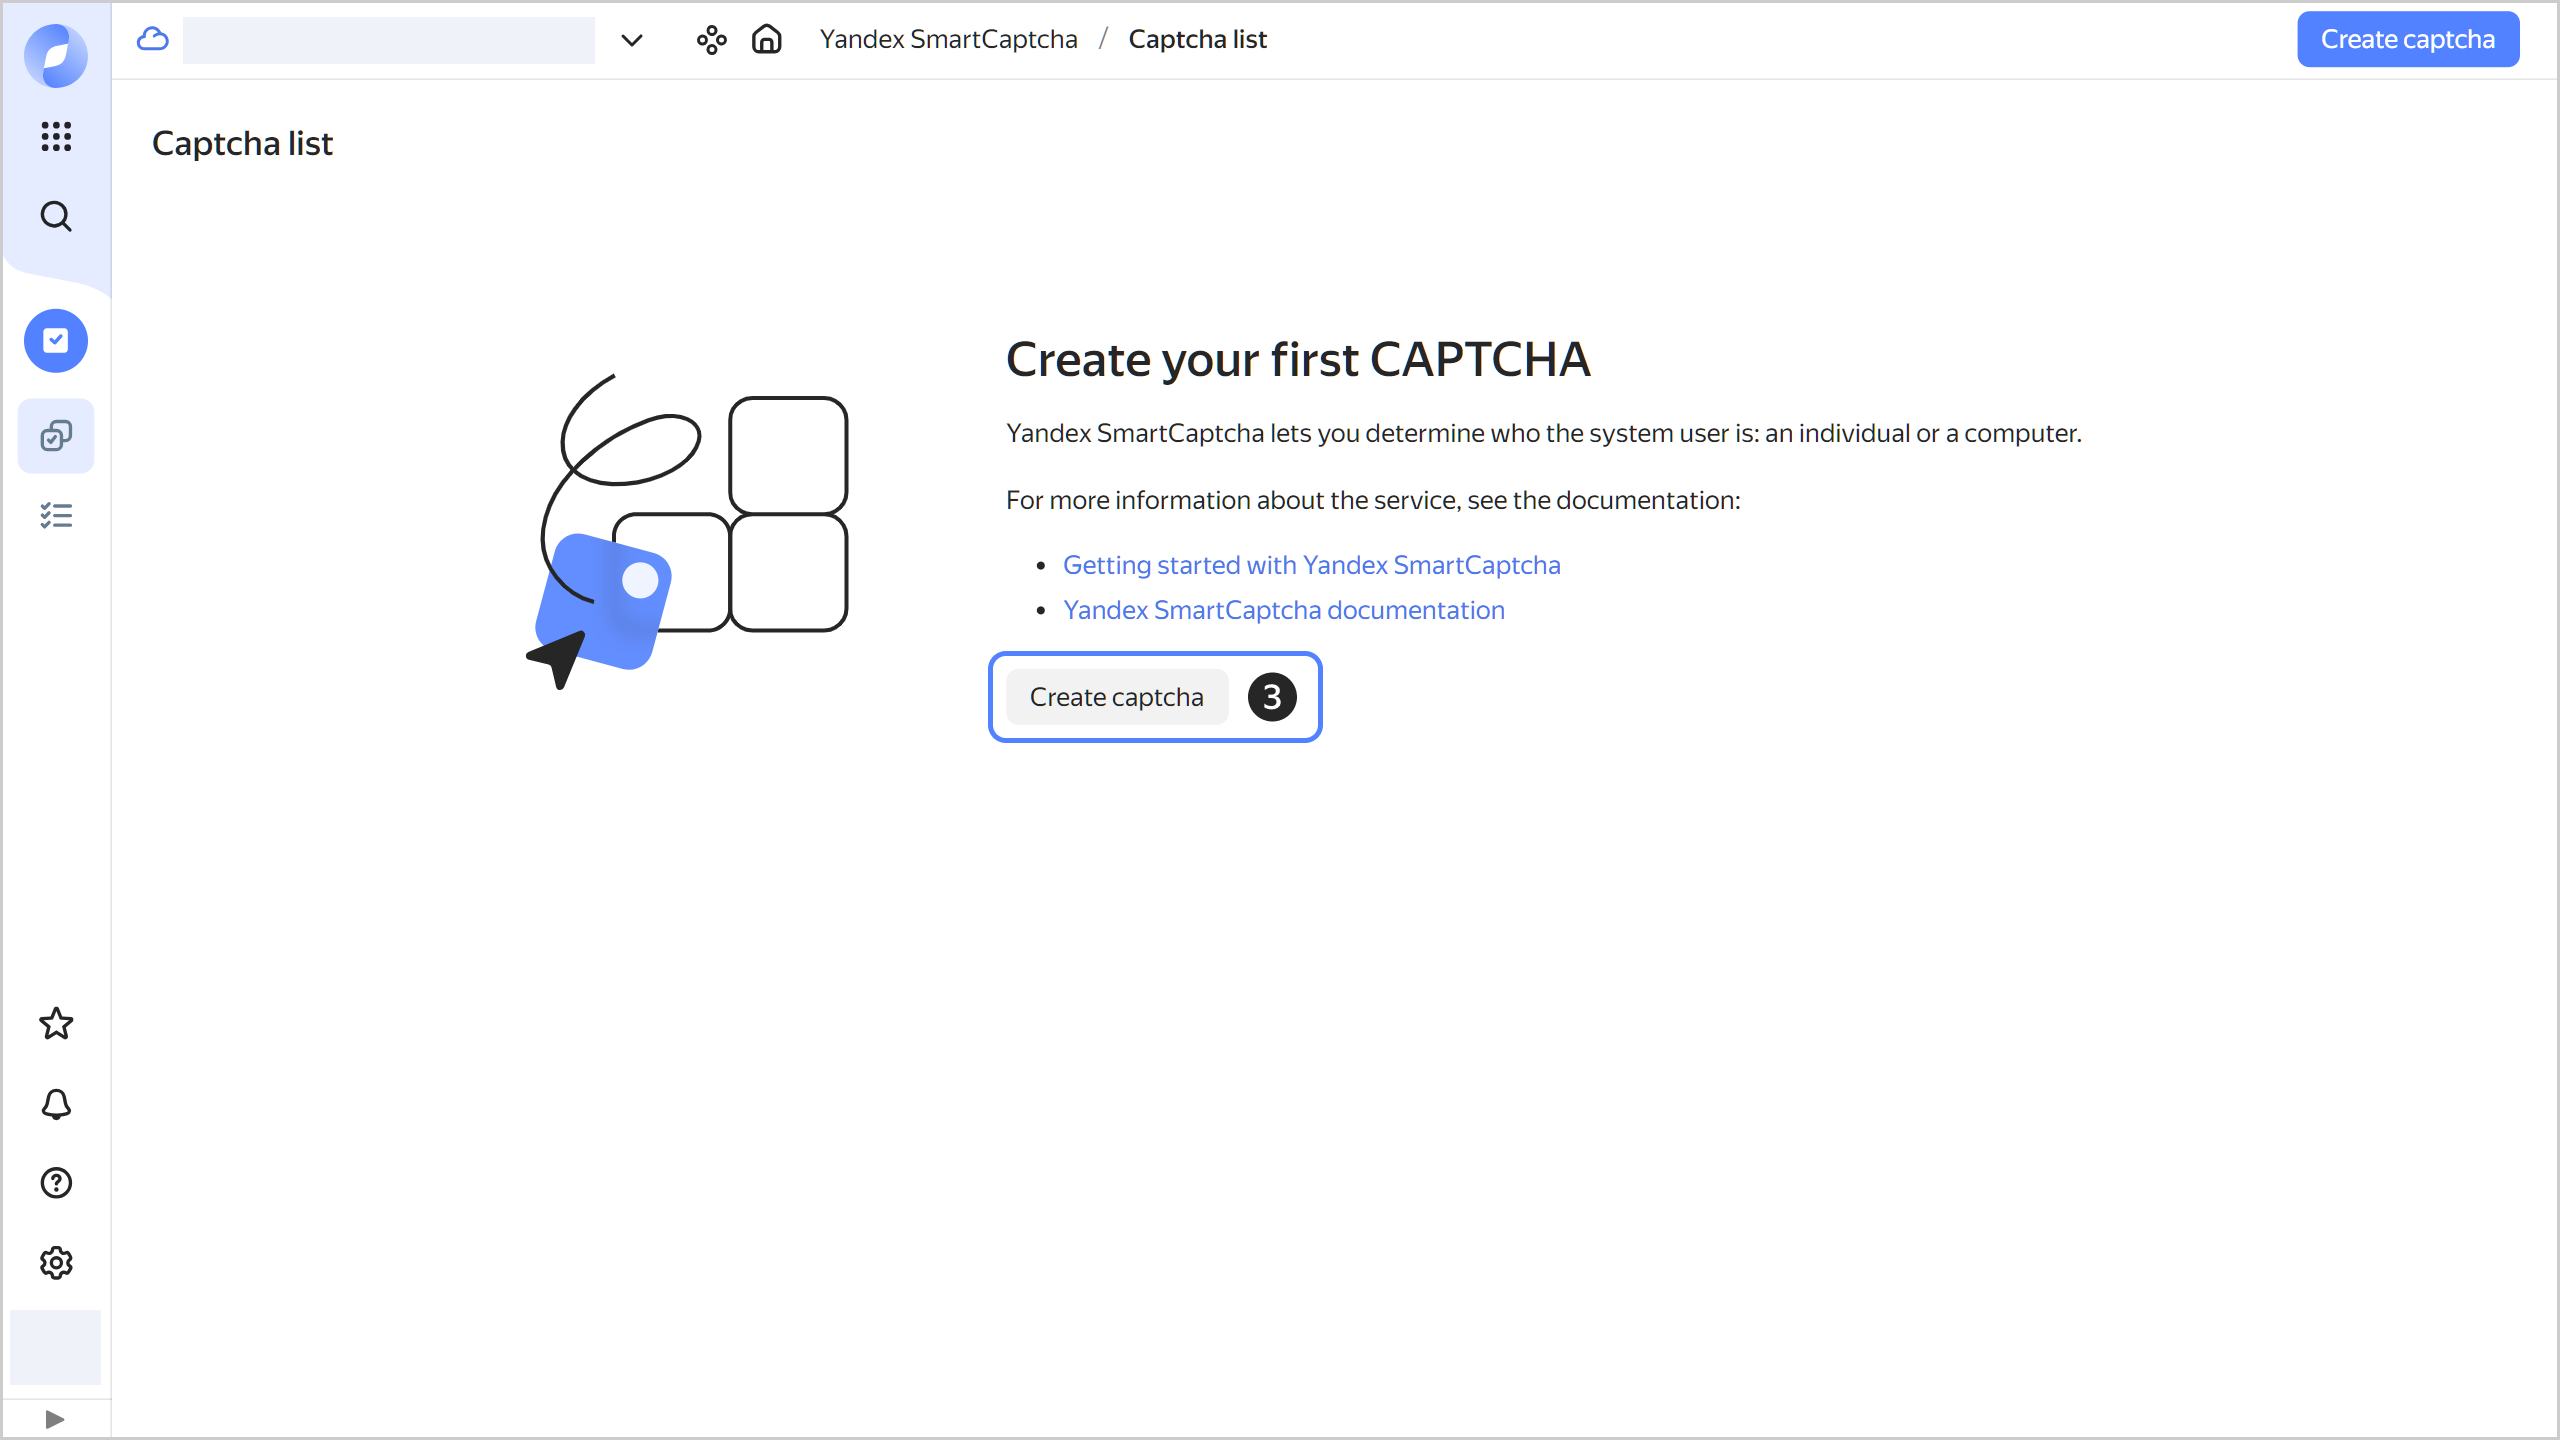 Yandex SmartCaptcha / Captcha list
Create captcha
Captcha list
Create your first CAPTCHA
Yandex SmartCaptcha lets you determine who the system user is: an individual or a computer.
For more information about the service, see the documentation:
• Getting started with Yandex SmartCaptcha
• Yandex SmartCaptcha documentation
Create captcha 3